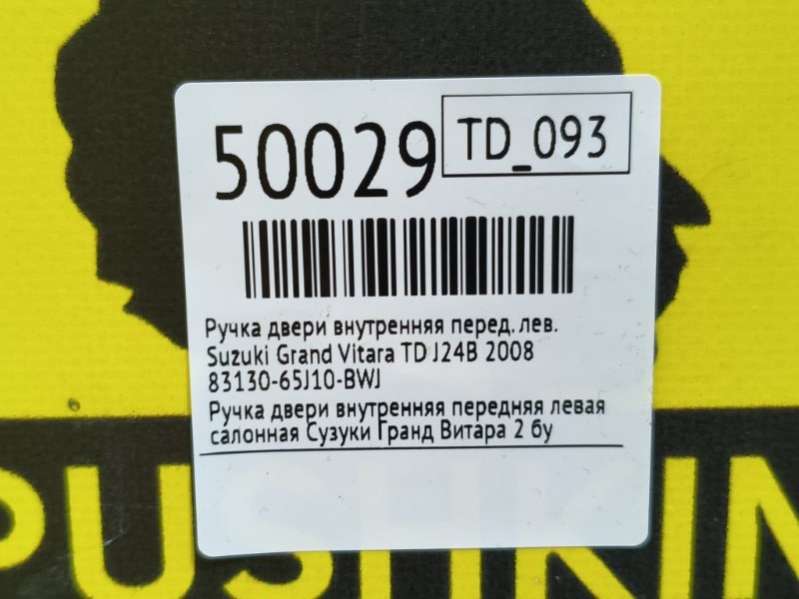 50029
TD_093
Ручка двери внутренняя перед. лев.
Suzuki Grand Vitara TD J24B 2008
83130-65J10-BWJ
Ручка двери внутренняя передняя левая
салонная Сузуки Гранд Витара 2 бу
PUSHKIN